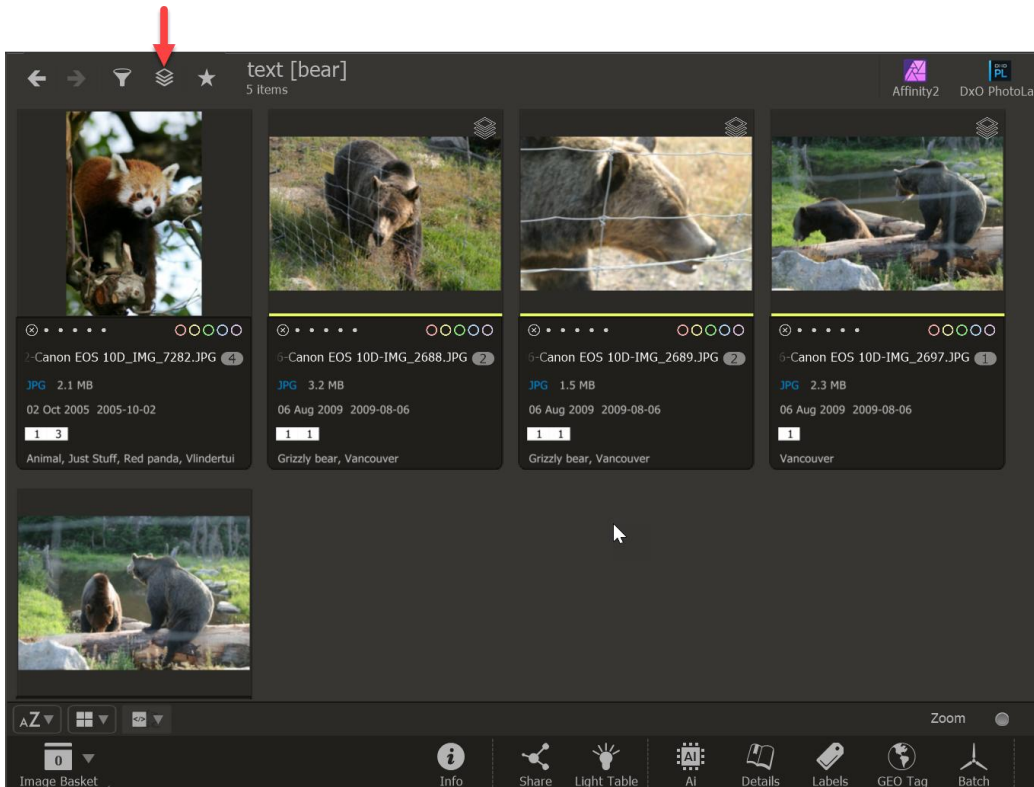 text [bear]
5 items
Affinity2 DxO PhotoLa
2-Canon EOS 10D_IMG_7282.JPG 4
JPG 2.1 MB
02 Oct 2005 2005-10-02
1 3
Animal, Just Stuff, Red panda, Vlindertui
6-Canon EOS 10D-IMG_2688.JPG 2
JPG 3.2 MB
06 Aug 2009 2009-08-06
1 1
Grizzly bear, Vancouver
6-Canon EOS 10D-IMG_2689.JPG 2
JPG 1.5 MB
06 Aug 2009 2009-08-06
1 1
Grizzly bear, Vancouver
6-Canon EOS 10D-IMG_2697.JPG 1
JPG 2.3 MB
06 Aug 2009 2009-08-06
1
Vancouver
AZ
Zoom
0
Image Basket
Info Share Light Table Ai Details Labels GEO Tag Batch